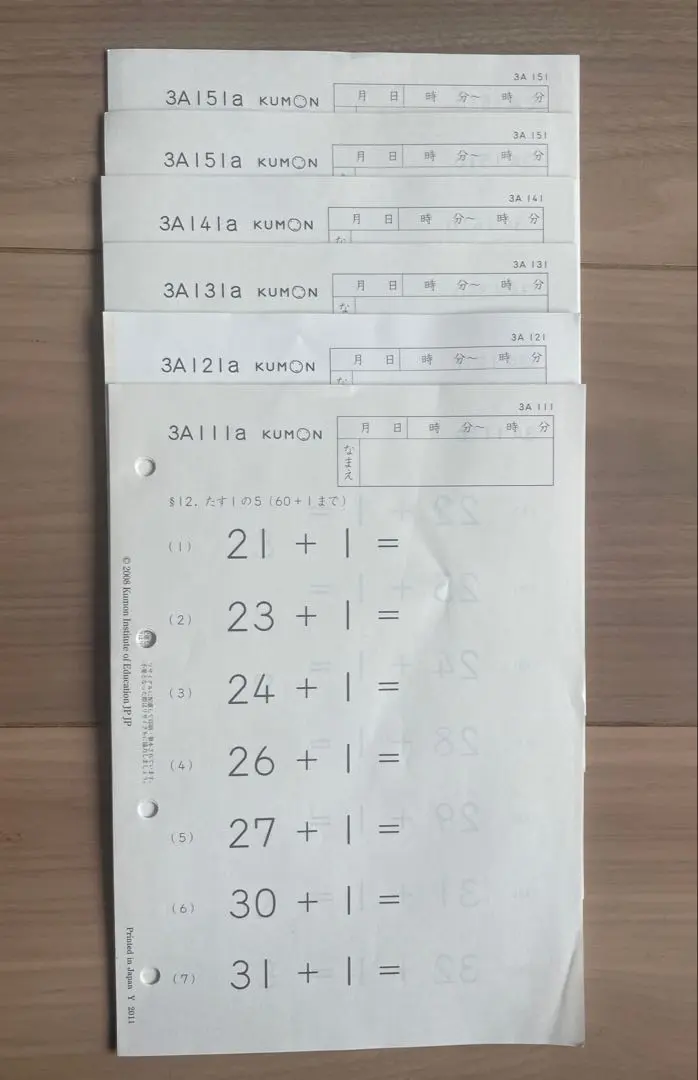 3A 151
3A151a KUMON 月 日 時 分～ 時 分
3A 151
3A151a KUMON 月 日 時 分～ 時 分
3A 141
3A141a KUMON 月 日 時 分～ 時 分
な
3A 131
3A131a KUMON 月 日 時 分～ 時 分
な
3A 121
3A121a KUMON 月 日 時 分～ 時 分
な
3A 111
3A111a KUMON 月 日 時 分～ 時 分
なまえ
§12. たす1の5（60＋1まで）
(1) 21 + 1 =
(2) 23 + 1 =
(3) 24 + 1 =
(4) 26 + 1 =
(5) 27 + 1 =
(6) 30 + 1 =
(7) 31 + 1 =
© 2008 Kumon Institute of Education JP JP
Printed in Japan Y 2011